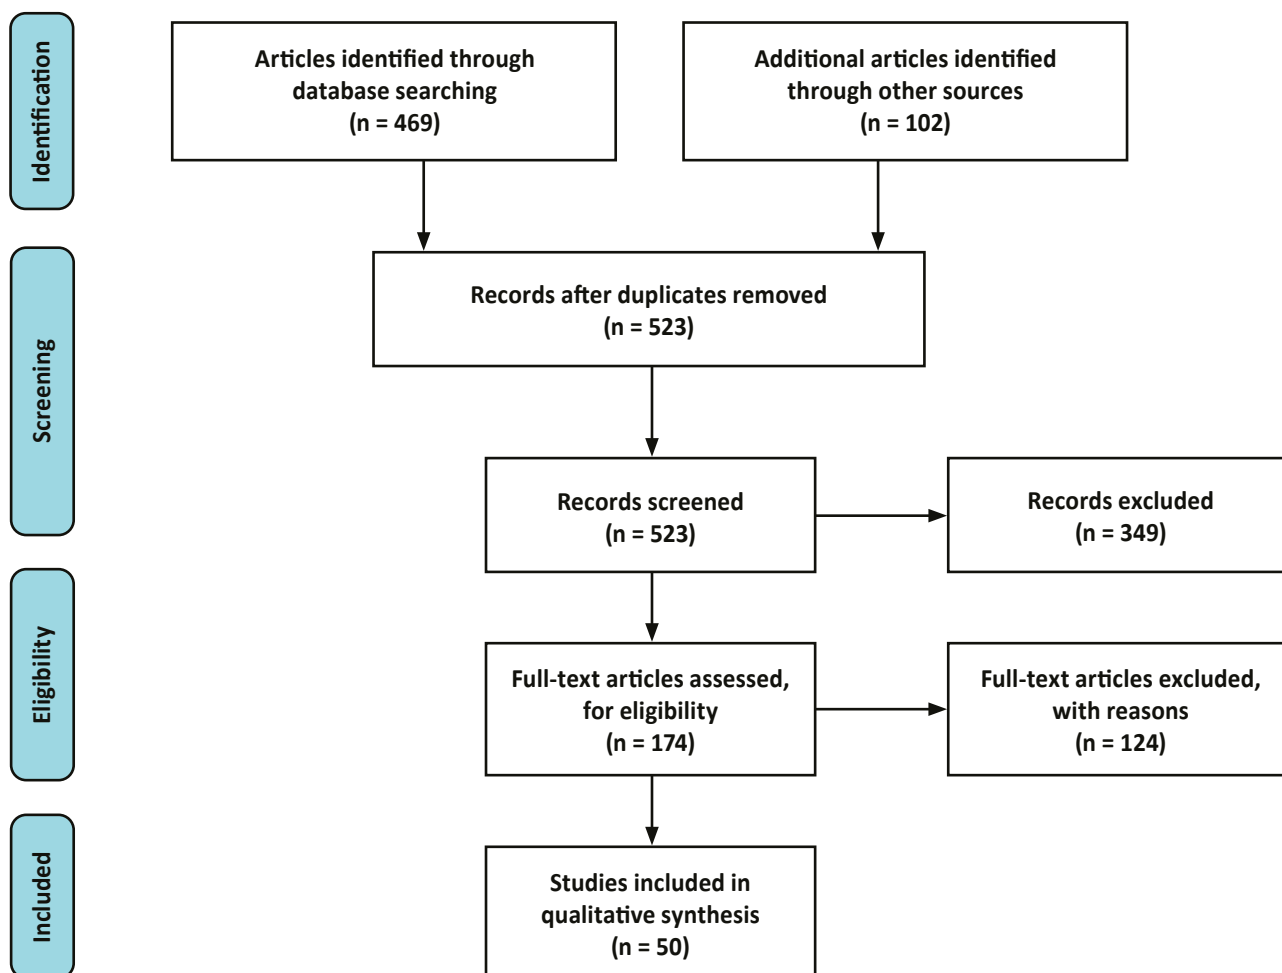 Identification
Articles identified through
database searching
(n = 469)
Additional articles identified
through other sources
(n = 102)
Screening
Records after duplicates removed
(n = 523)
Records screened
(n = 523)
Records excluded
(n = 349)
Eligibility
Full-text articles assessed,
for eligibility
(n = 174)
Full-text articles excluded,
with reasons
(n = 124)
Included
Studies included in
qualitative synthesis
(n = 50)